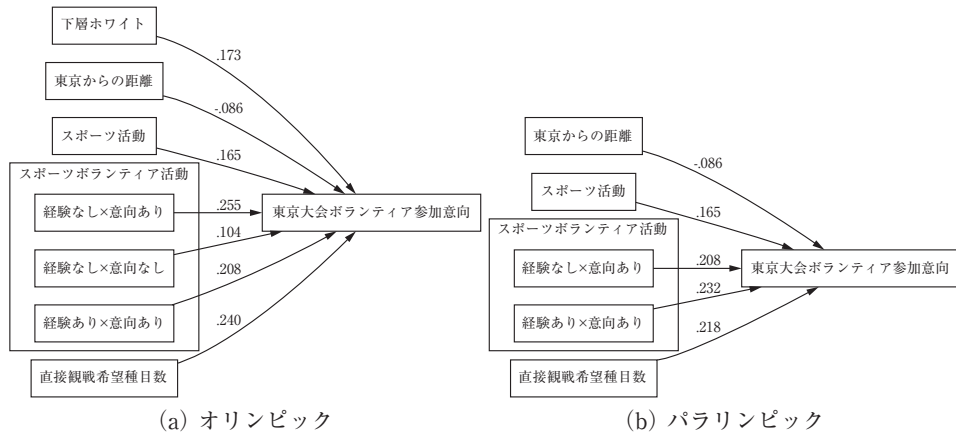 下層ホワイト
.173
東京からの距離
-.086
スポーツ活動
.165
スポーツボランティア活動
経験なし×意向あり
.255
東京大会ボランティア参加意向
.104
経験なし×意向なし
.208
経験あり×意向あり
.240
直接観戦希望種目数
(a) オリンピック
東京からの距離
-.086
スポーツ活動
.165
スポーツボランティア活動
経験なし×意向あり
.208
東京大会ボランティア参加意向
.232
経験あり×意向あり
.218
直接観戦希望種目数
(b) パラリンピック